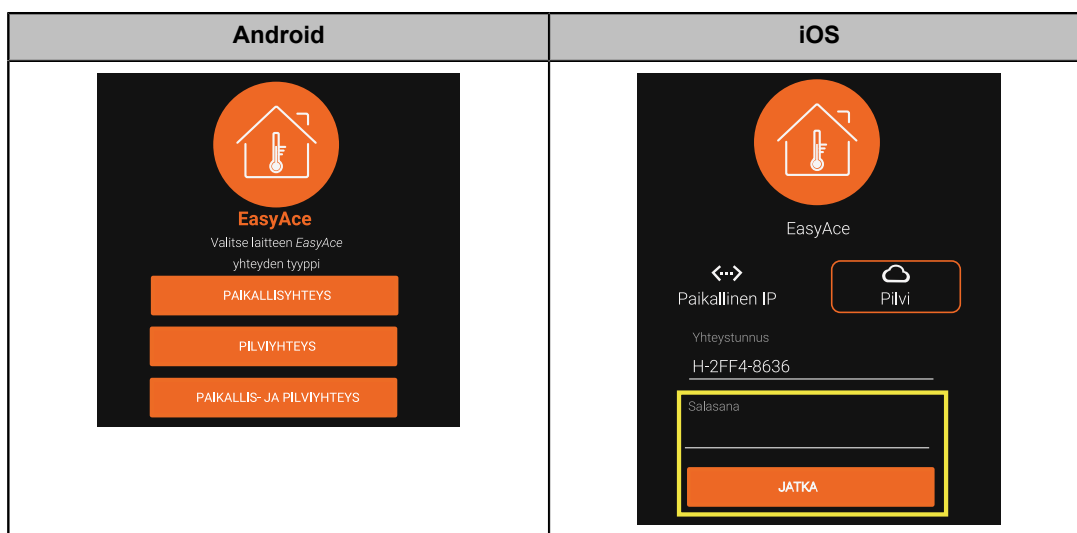 Android
iOS
EasyAce
Valitse laitteen EasyAce
yhteyden tyyppi
PAIKALLISYHTEYS
PILVIYHTEYS
PAIKALLIS- JA PILVIYHTEYS
EasyAce
Paikallinen IP
Pilvi
Yhteystunnus
H-2FF4-8636
Salasana
JATKA